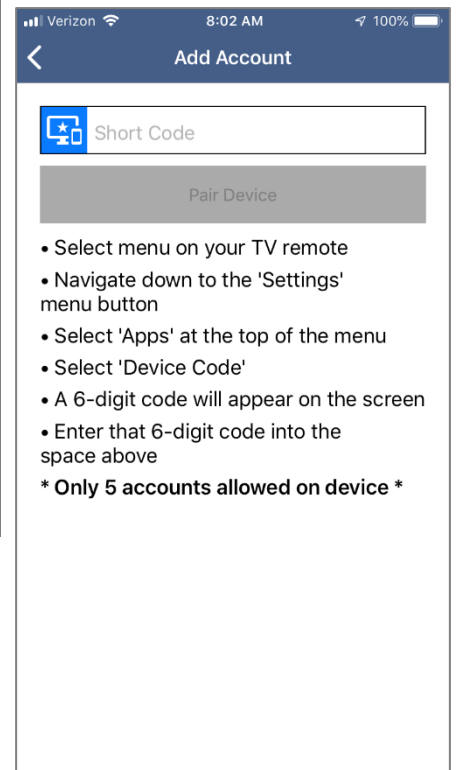 Verizon 8:02 AM 100%
Add Account
Short Code
Pair Device
• Select menu on your TV remote
• Navigate down to the 'Settings'
menu button
• Select 'Apps' at the top of the menu
• Select 'Device Code'
• A 6-digit code will appear on the screen
• Enter that 6-digit code into the
space above
* Only 5 accounts allowed on device *